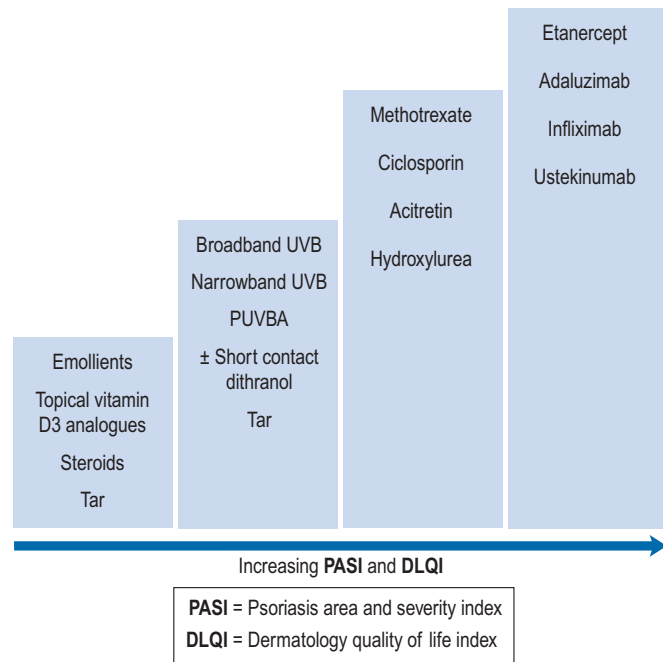 Emollients
Topical vitamin
D3 analogues
Steroids
Tar
Broadband UVB
Narrowband UVB
PUVBA
± Short contact
dithranol
Tar
Methotrexate
Ciclosporin
Acitretin
Hydroxylurea
Etanercept
Adaluzimab
Infliximab
Ustekinumab
Increasing PASI and DLQI
PASI = Psoriasis area and severity index
DLQI = Dermatology quality of life index